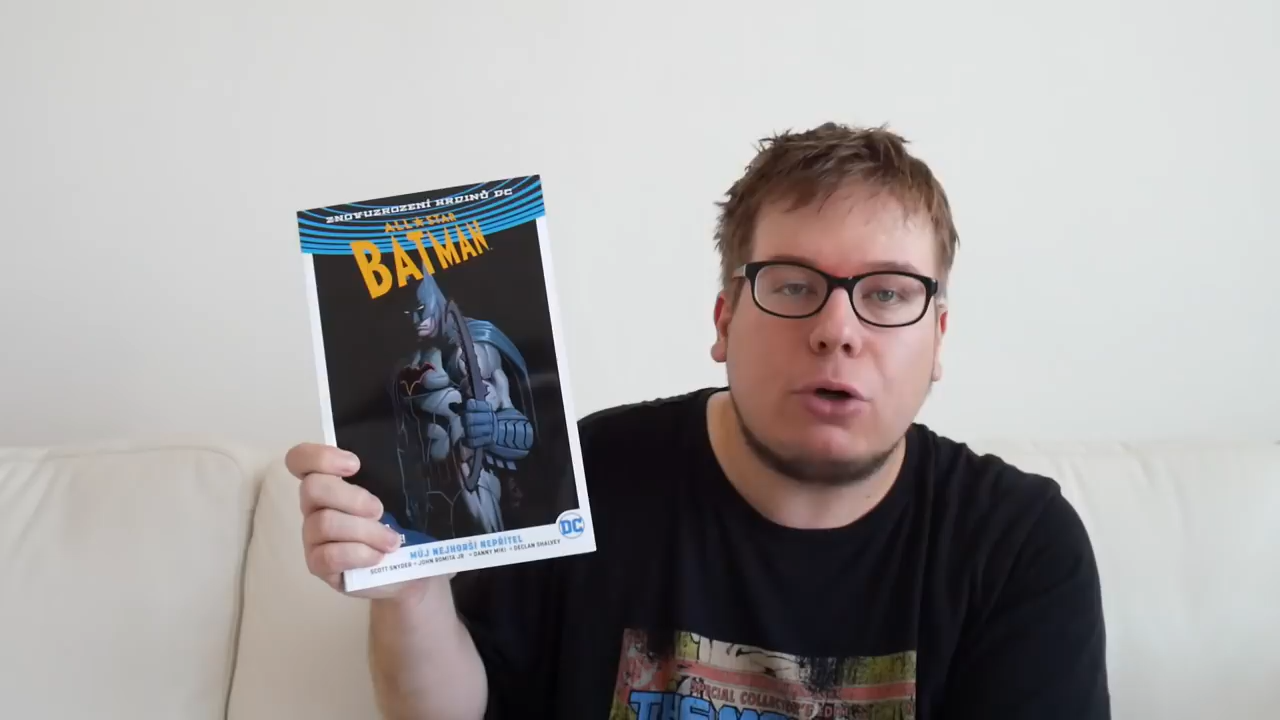 ZNOVUZROZENÍ HRDINŮ DC
ALL★STAR
BATMAN
DC
MŮJ NEJHORŠÍ NEPŘÍTEL
SCOTT SNYDER • JOHN ROMITA JR • DANNY MIKI • DECLAN SHALVEY
SPECIAL COLLECTOR'S